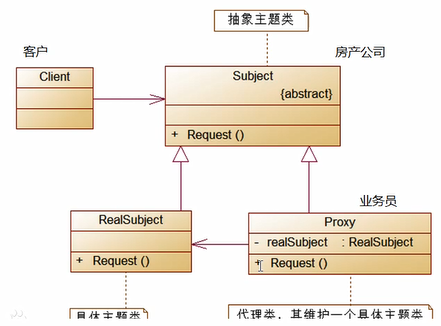 抽象主题类
客户
房产公司
Client
Subject
{abstract}
+ Request ()
业务员
RealSubject
+ Request ()
Proxy
- realSubject : RealSubject
+ Request ()
具体主题类
代理类，其维护一个具体主题类